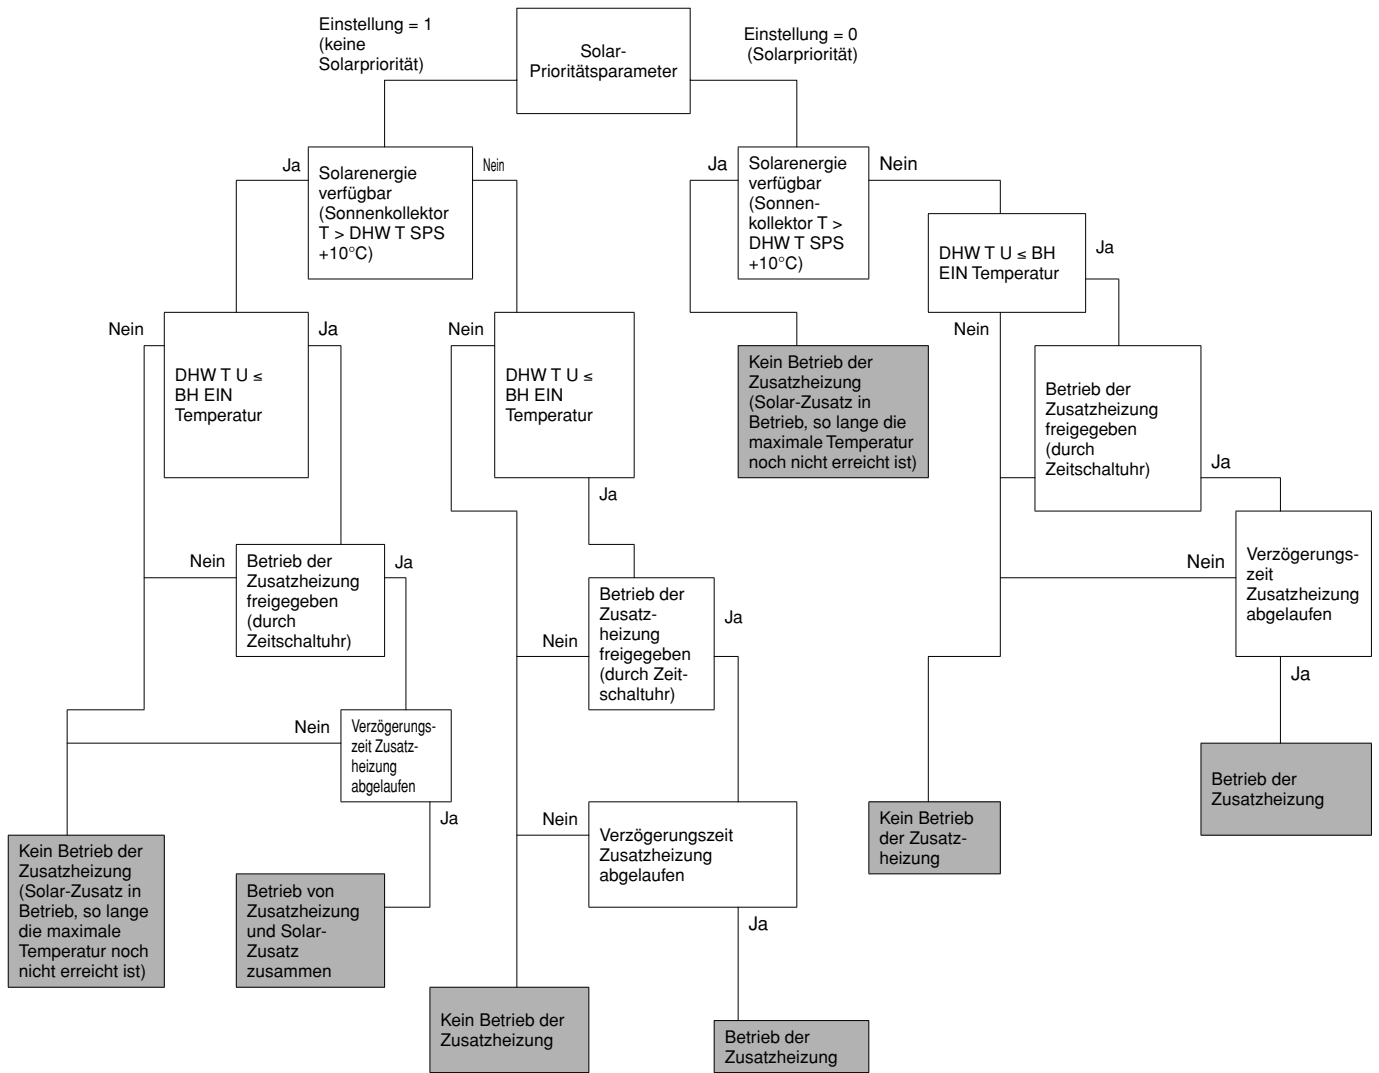 Einstellung = 1
(keine
Solarpriorität)
Solar-
Prioritätsparameter
Einstellung = 0
(Solarpriorität)
Ja
Solarenergie
verfügbar
(Sonnenkollektor
T > DHW T SPS
+10°C)
Nein
Ja
Solarenergie
verfügbar
(Sonnen-
kollektor T >
DHW T SPS
+10°C)
Nein
DHW T U ≤ BH
EIN Temperatur
Ja
Nein
Nein
DHW T U ≤
BH EIN
Temperatur
Ja
Nein
DHW T U ≤
BH EIN
Temperatur
Ja
Kein Betrieb der
Zusatzheizung
(Solar-Zusatz in
Betrieb, so lange die
maximale Temperatur
noch nicht erreicht ist)
Betrieb der
Zusatzheizung
freigegeben
(durch
Zeitschaltuhr)
Ja
Nein
Betrieb der
Zusatzheizung
freigegeben
(durch
Zeitschaltuhr)
Ja
Nein
Betrieb der
Zusatz-
heizung
freigegeben
(durch Zeit-
schaltuhr)
Ja
Nein
Verzögerungs-
zeit
Zusatzheizung
abgelaufen
Ja
Nein
Verzögerungs-
zeit Zusatz-
heizung
abgelaufen
Ja
Nein
Verzögerungszeit
Zusatzheizung
abgelaufen
Ja
Kein Betrieb
der Zusatz-
heizung
Betrieb der
Zusatzheizung
Kein Betrieb der
Zusatzheizung
(Solar-Zusatz in
Betrieb, so lange
die maximale
Temperatur noch
nicht erreicht ist)
Betrieb von
Zusatzheizung
und Solar-
Zusatz
zusammen
Kein Betrieb der
Zusatzheizung
Betrieb der
Zusatzheizung